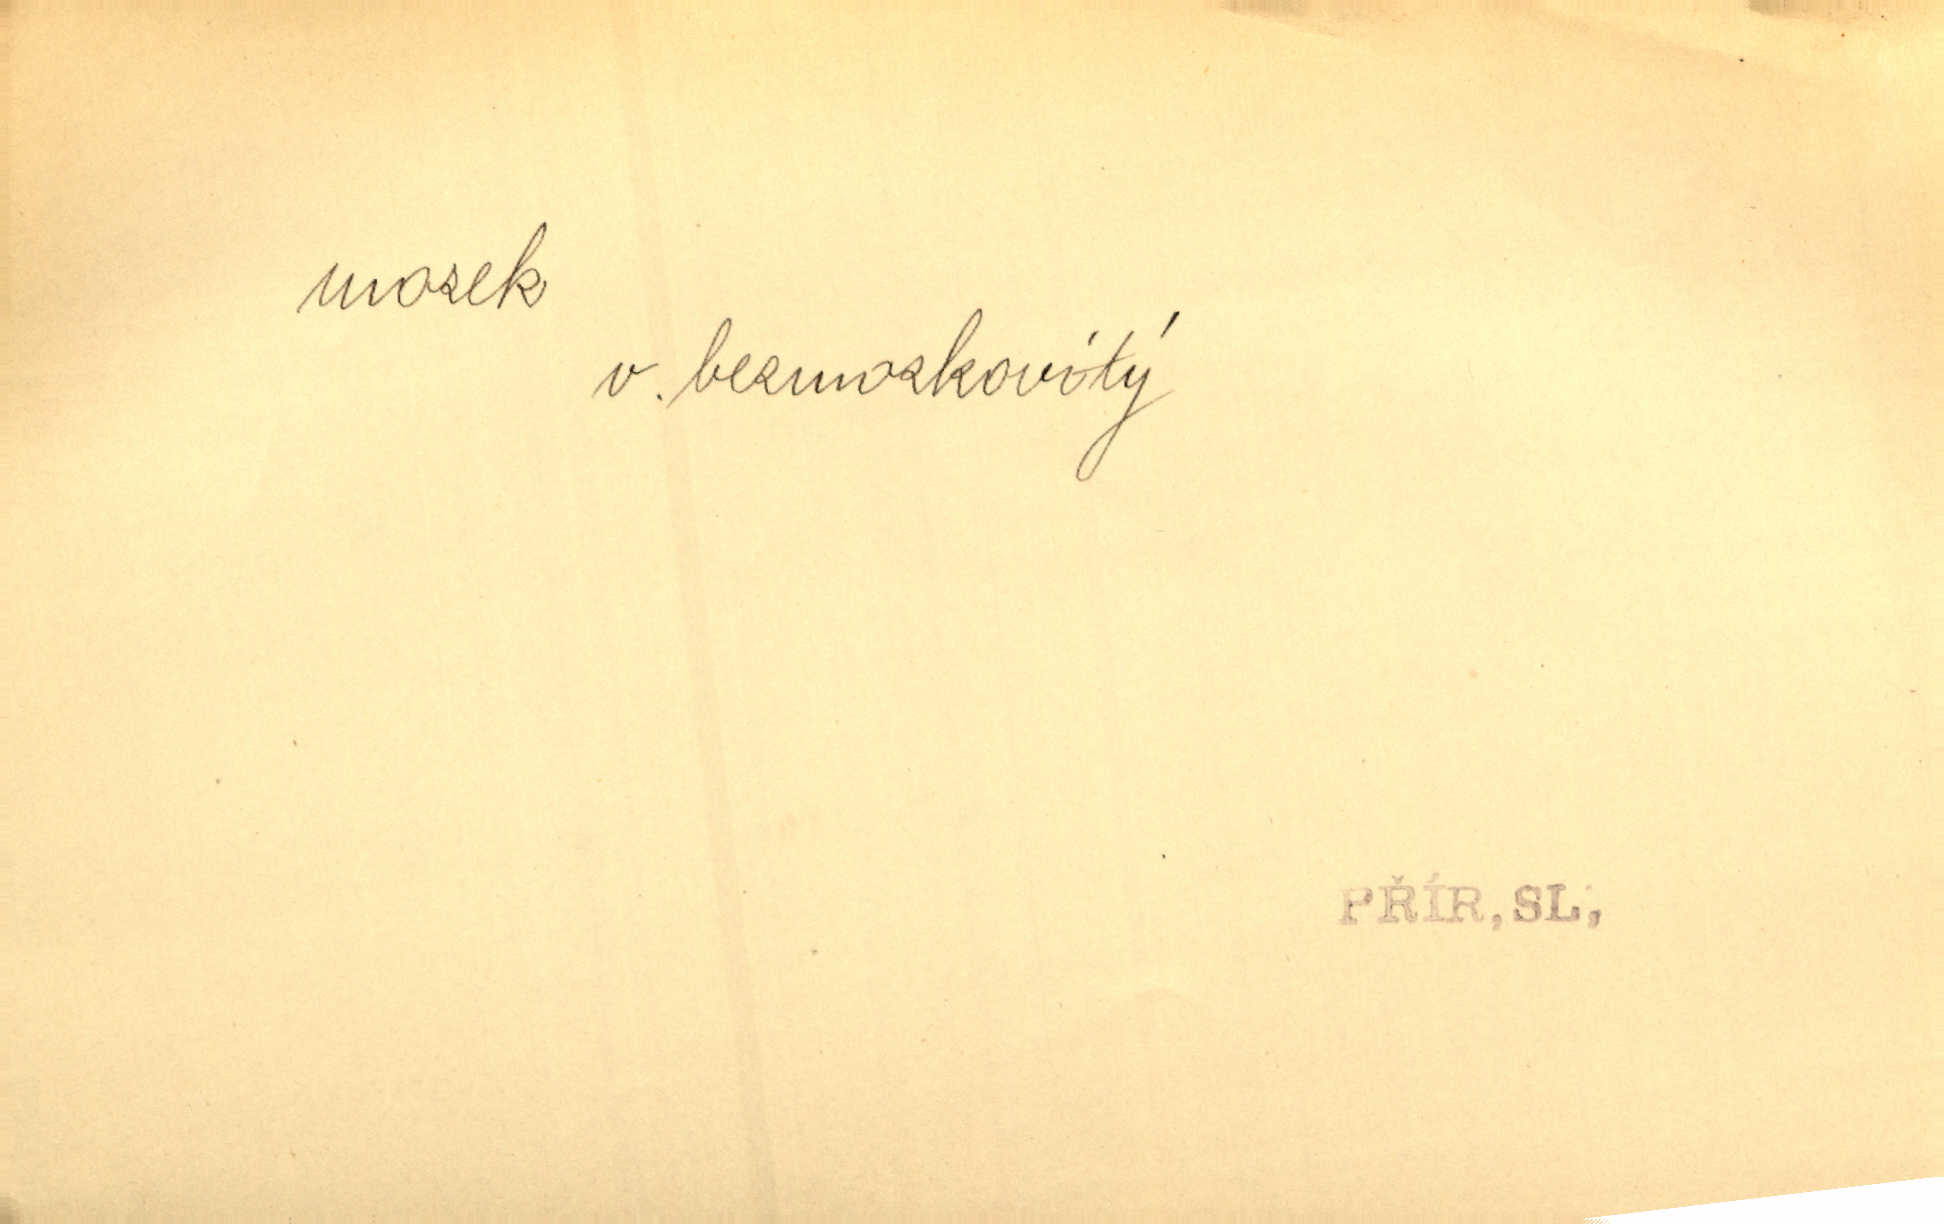 mozek
v. bezmozkovitý
PŘÍR,SL,